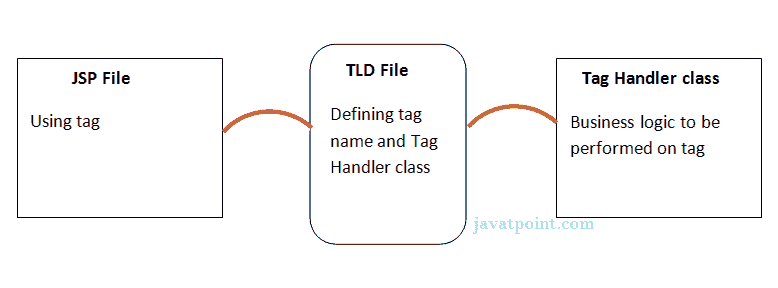 JSP File
Using tag
TLD File
Defining tag
name and Tag
Handler class
Tag Handler class
Business logic to be
performed on tag
javatpoint.com